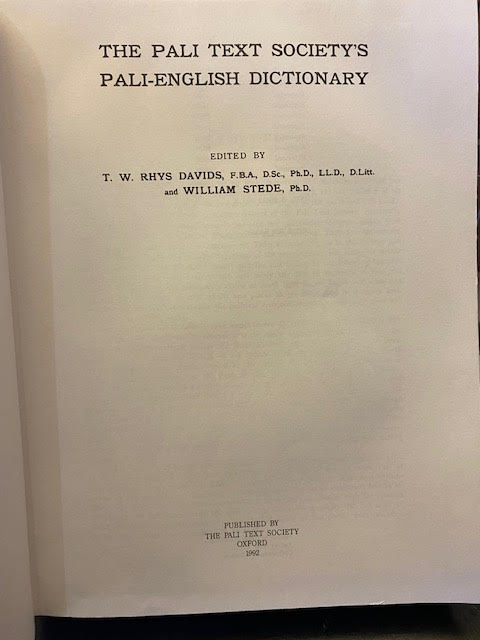 THE PALI TEXT SOCIETY'S
PALI-ENGLISH DICTIONARY
EDITED BY
T. W. RHYS DAVIDS, F.B.A., D.Sc., Ph.D., LL.D., D.Litt.
and WILLIAM STEDE, Ph.D.
PUBLISHED BY
THE PALI TEXT SOCIETY
OXFORD
1992